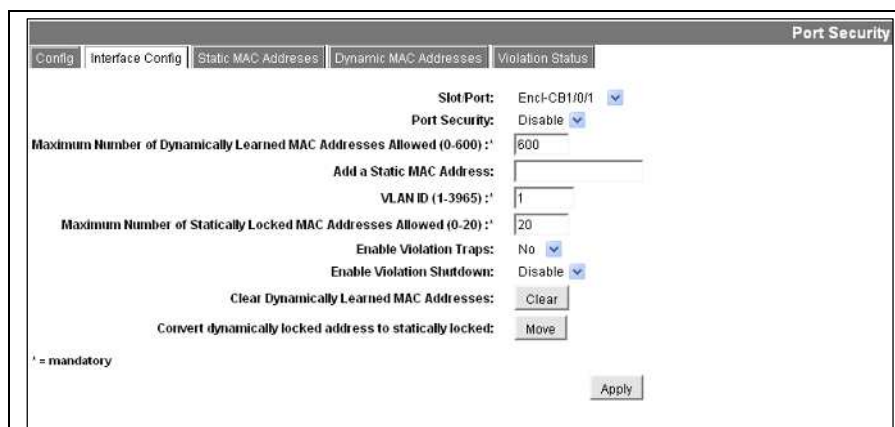 Port Security
Config Interface Config Static MAC Addreses Dynamic MAC Addresses Violation Status
Slot/Port: Encl-CB1/0/1
Port Security: Disable
Maximum Number of Dynamically Learned MAC Addresses Allowed (0-600) :* 600
Add a Static MAC Address:
VLAN ID (1-3965) :* 1
Maximum Number of Statically Locked MAC Addresses Allowed (0-20) :* 20
Enable Violation Traps: No
Enable Violation Shutdown: Disable
Clear Dynamically Learned MAC Addresses: Clear
Convert dynamically locked address to statically locked: Move
* = mandatory
Apply